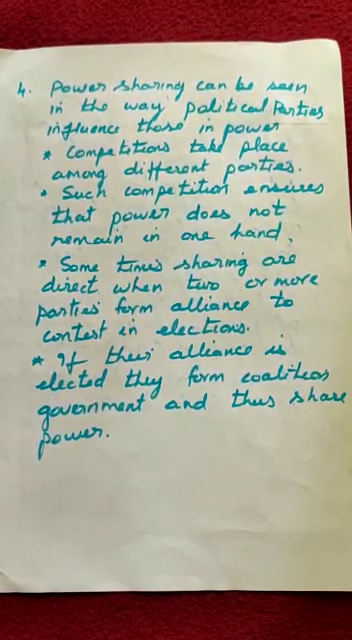 4. Power sharing can be seen
in the way political Parties
influence those in power
* Competitions take place
among different parties.
* Such competition ensures
that power does not
remain in one hand.
* Some times sharing are
direct when two or more
parties form alliance to
contest in elections.
* If their alliance is
elected they form coalition
government and thus share
power.